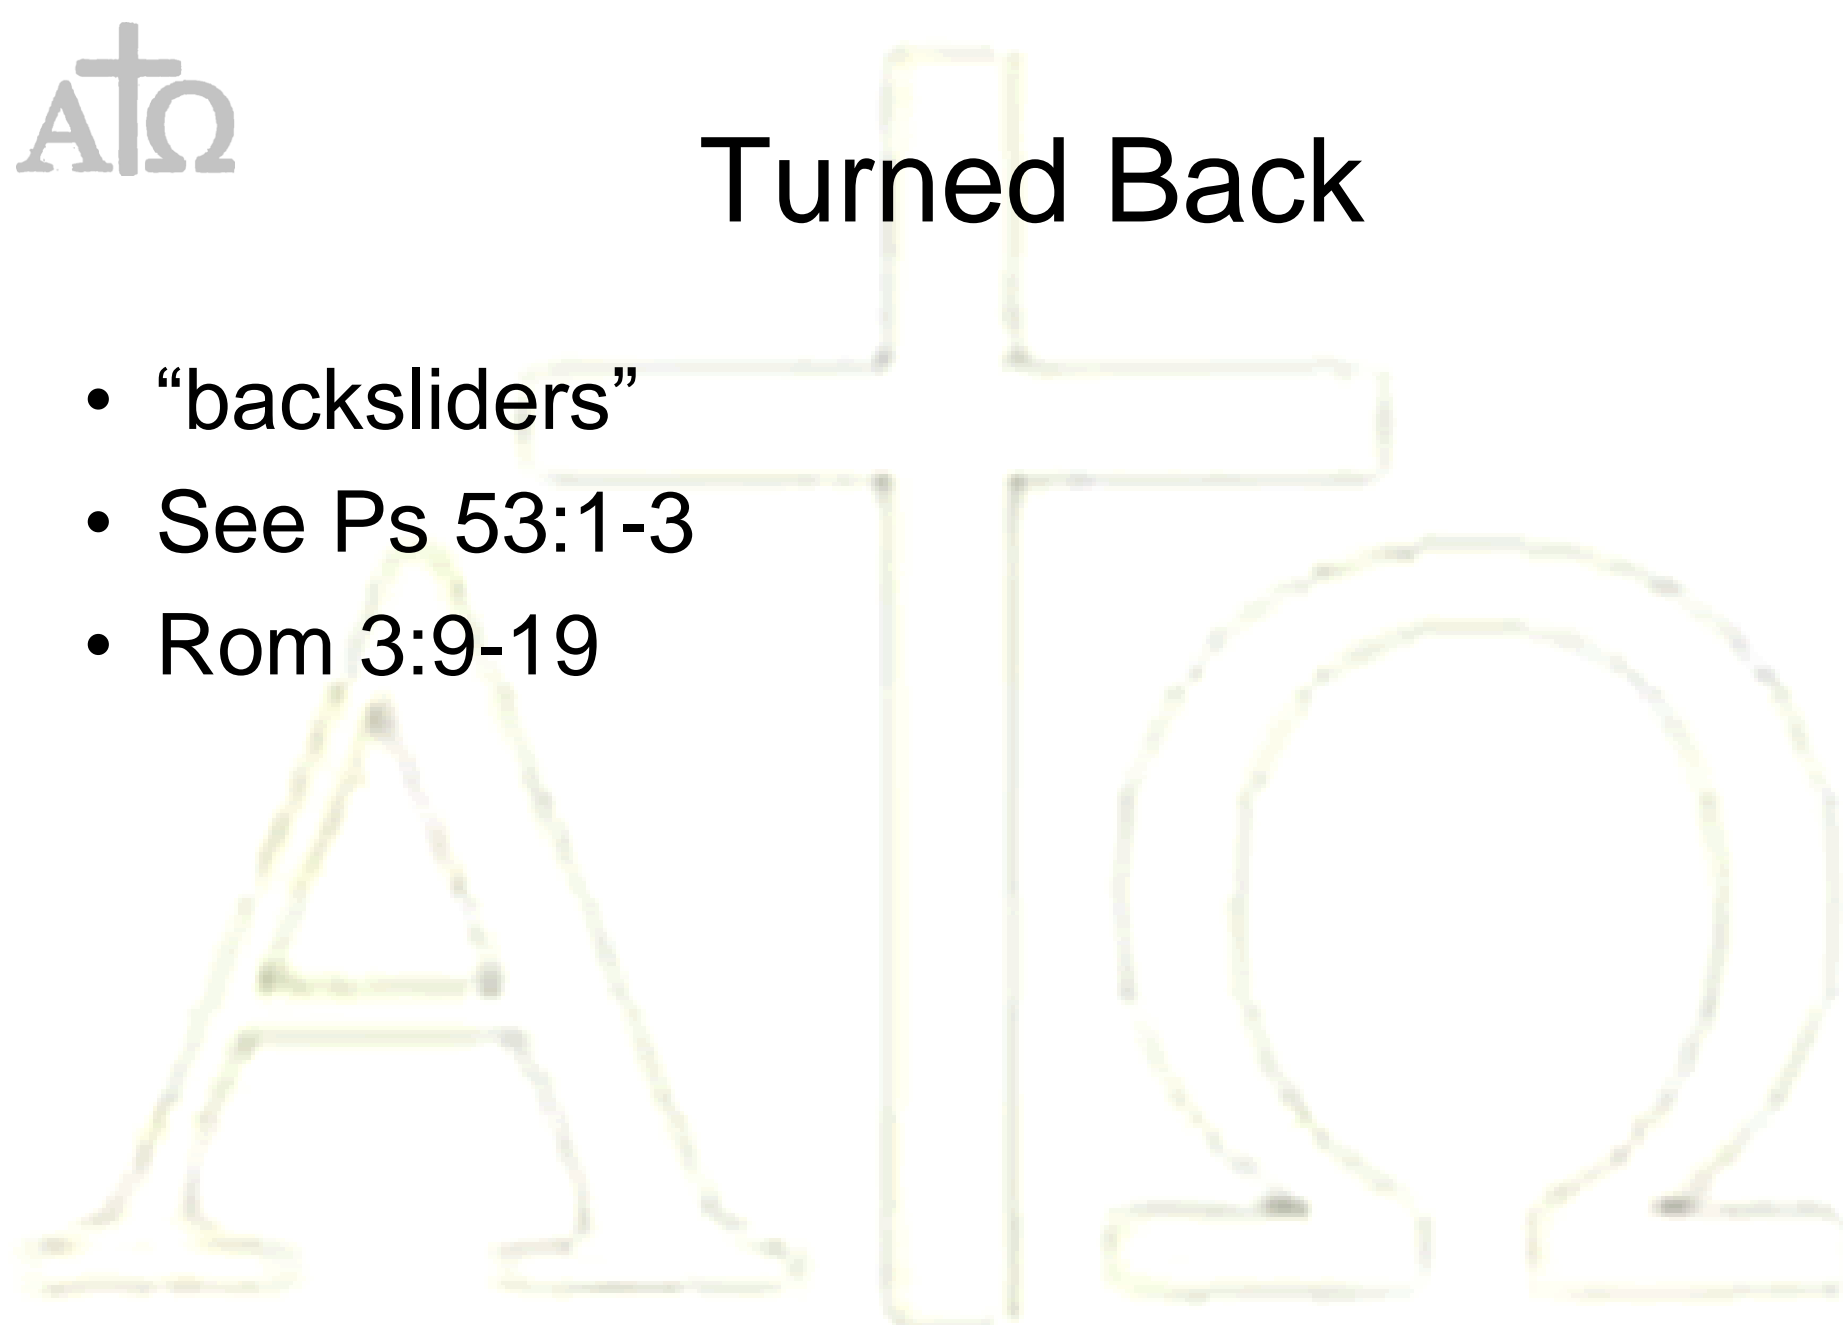 Α Ω
Turned Back
• “backsliders”
• See Ps 53:1-3
• Rom 3:9-19
Α Ω